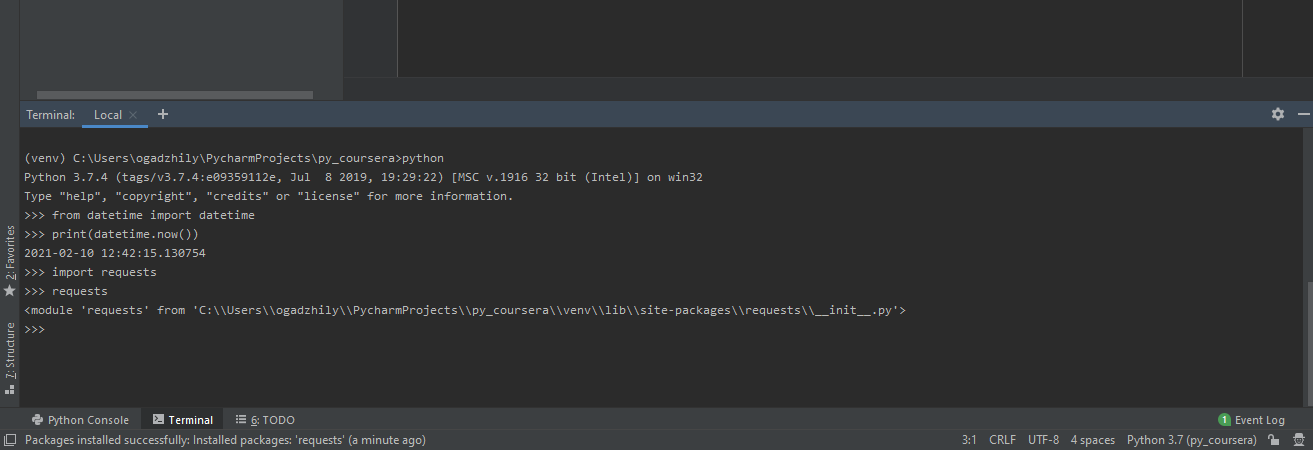 Terminal:  Local × +
(venv) C:\Users\ogadzhily\PycharmProjects\py_coursera>python
Python 3.7.4 (tags/v3.7.4:e09359112e, Jul  8 2019, 19:29:22) [MSC v.1916 32 bit (Intel)] on win32
Type "help", "copyright", "credits" or "license" for more information.
>>> from datetime import datetime
>>> print(datetime.now())
2021-02-10 12:42:15.130754
>>> import requests
>>> requests
<module 'requests' from 'C:\\Users\\ogadzhily\\PycharmProjects\\py_coursera\\venv\\lib\\site-packages\\requests\\__init__.py'>
>>>
2: Favorites
7: Structure
Python Console  Terminal  6: TODO  1 Event Log
Packages installed successfully: Installed packages: 'requests' (a minute ago)  3:1  CRLF  UTF-8  4 spaces  Python 3.7 (py_coursera)